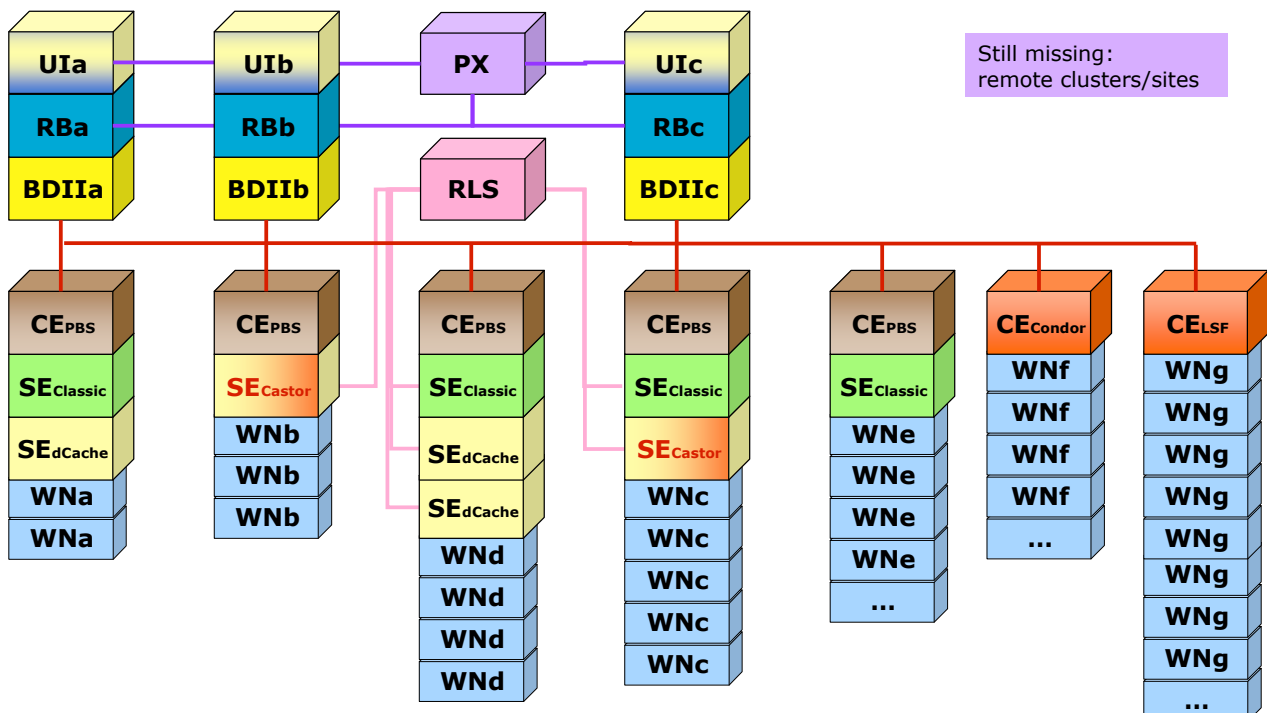 UIa
UIb
PX
UIc
Still missing:
remote clusters/sites
RBa
RBb
RBc
BDIIa
BDIIb
RLS
BDIIc
CEPBS
SEClassic
SEdCache
WNa
WNa
CEPBS
SECastor
WNb
WNb
WNb
CEPBS
SEClassic
SEdCache
SEdCache
WNd
WNd
WNd
WNd
CEPBS
SEClassic
SECastor
WNc
WNc
WNc
WNc
WNc
CEPBS
SEClassic
WNe
WNe
WNe
WNe
...
CECondor
WNf
WNf
WNf
WNf
...
CELSF
WNg
WNg
WNg
WNg
WNg
WNg
WNg
WNg
...